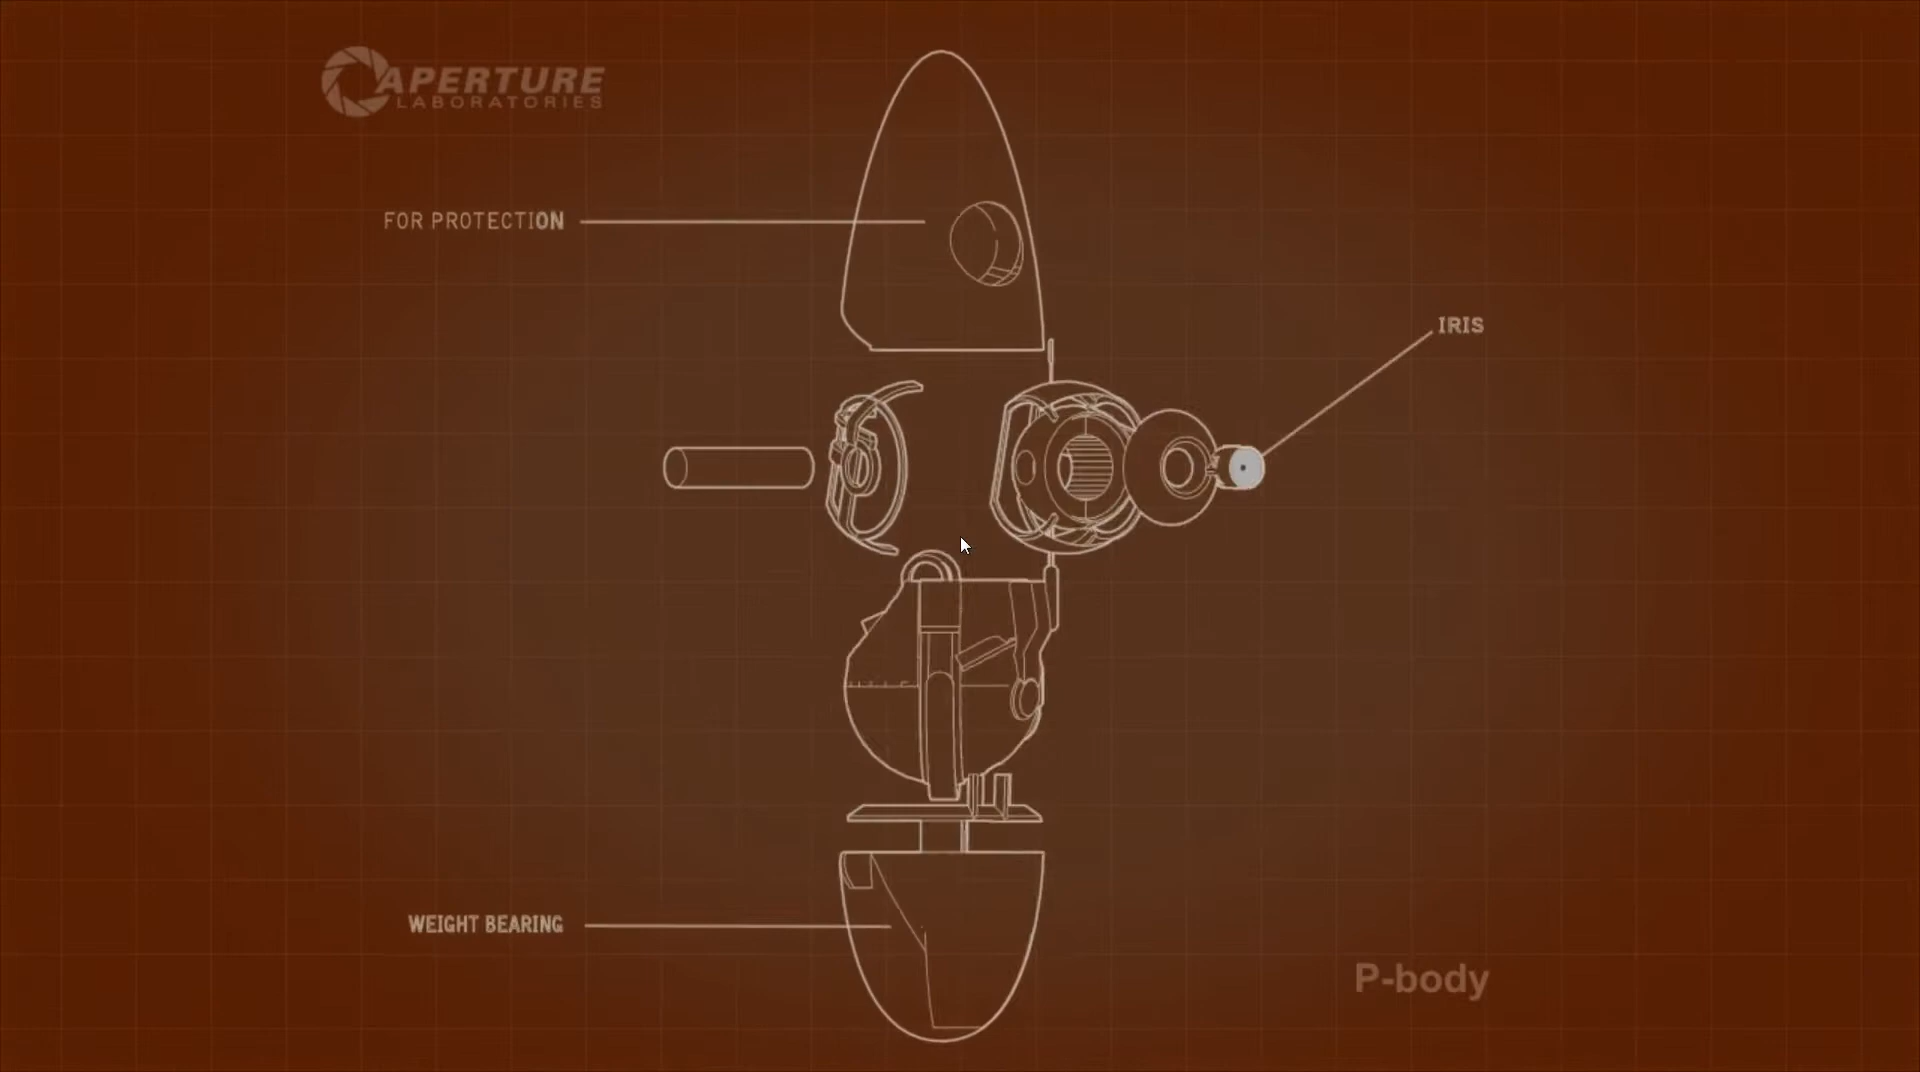 APERTURE
LABORATORIES
FOR PROTECTION
IRIS
WEIGHT BEARING
P-body